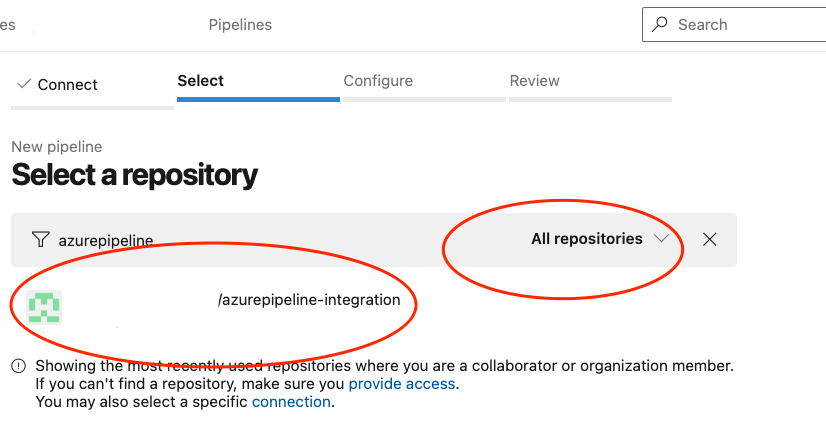 es Pipelines Search
Connect Select Configure Review
New pipeline
Select a repository
azurepipeline All repositories
/azurepipeline-integration
Showing the most recently used repositories where you are a collaborator or organization member.
If you can't find a repository, make sure you provide access.
You may also select a specific connection.